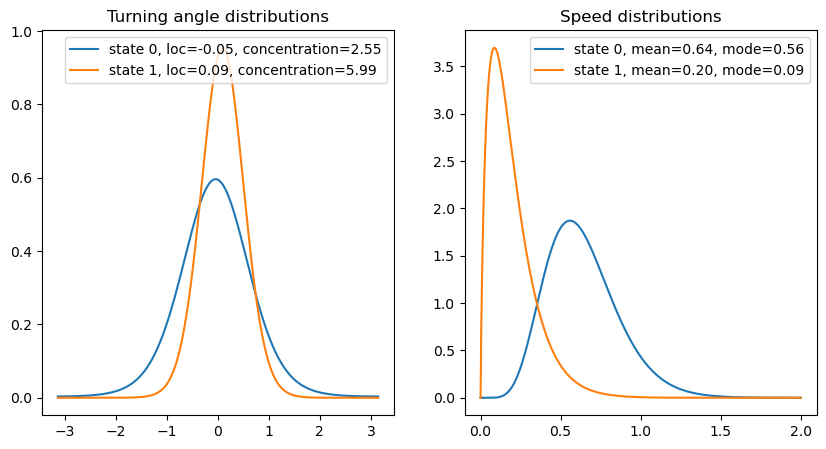 Turning angle distributions
state 0, loc=-0.05, concentration=2.55
state 1, loc=0.09, concentration=5.99
1.0
0.8
0.6
0.4
0.2
0.0
−3 −2 −1 0 1 2 3
Speed distributions
state 0, mean=0.64, mode=0.56
state 1, mean=0.20, mode=0.09
3.5
3.0
2.5
2.0
1.5
1.0
0.5
0.0
0.0 0.5 1.0 1.5 2.0